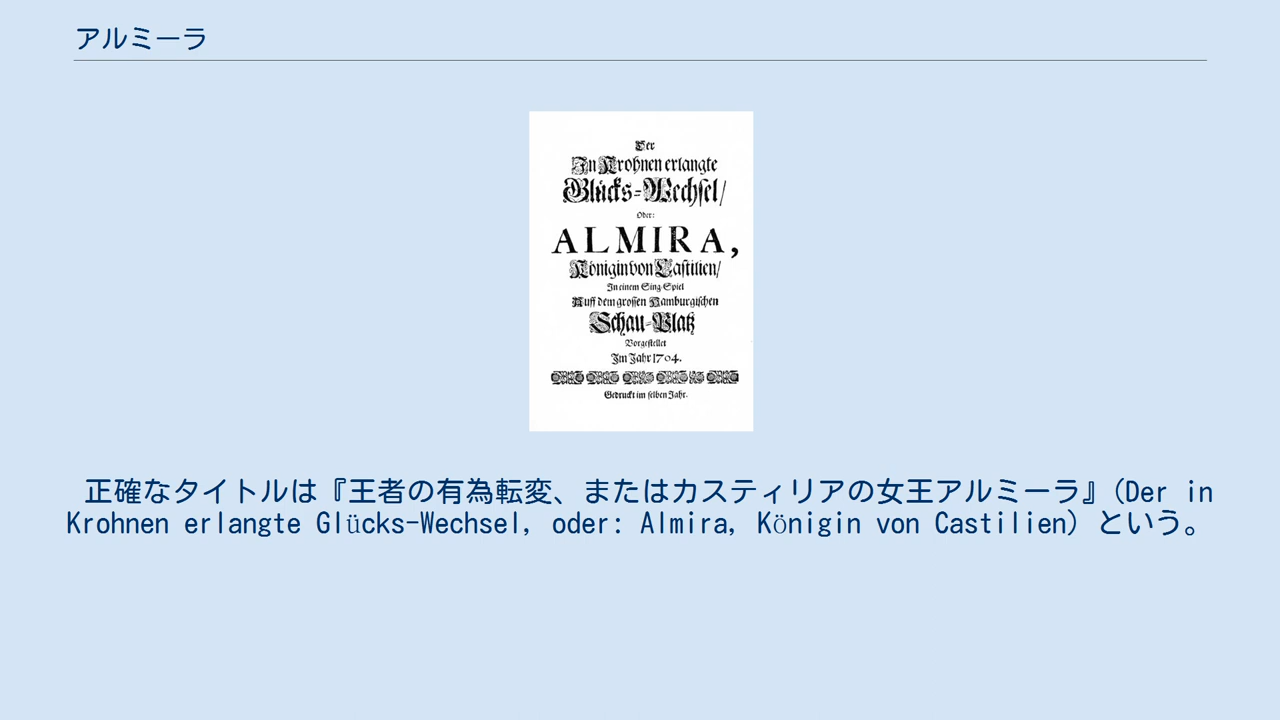 アルミーラ
Der
In Krohnen erlangte
Glücks-Wechsel/
Oder:
ALMIRA,
Königin von Castilien/
In einem Sing-Spiel
Auff dem grossen Hamburgischen
Schau-Platz
Vorgestellet
Im Jahr 1704.
Gedruckt im selben Jahr.
正確なタイトルは『王者の有為転変、またはカスティリアの女王アルミーラ』(Der in
Krohnen erlangte Glücks-Wechsel, oder: Almira, Königin von Castilien) という。